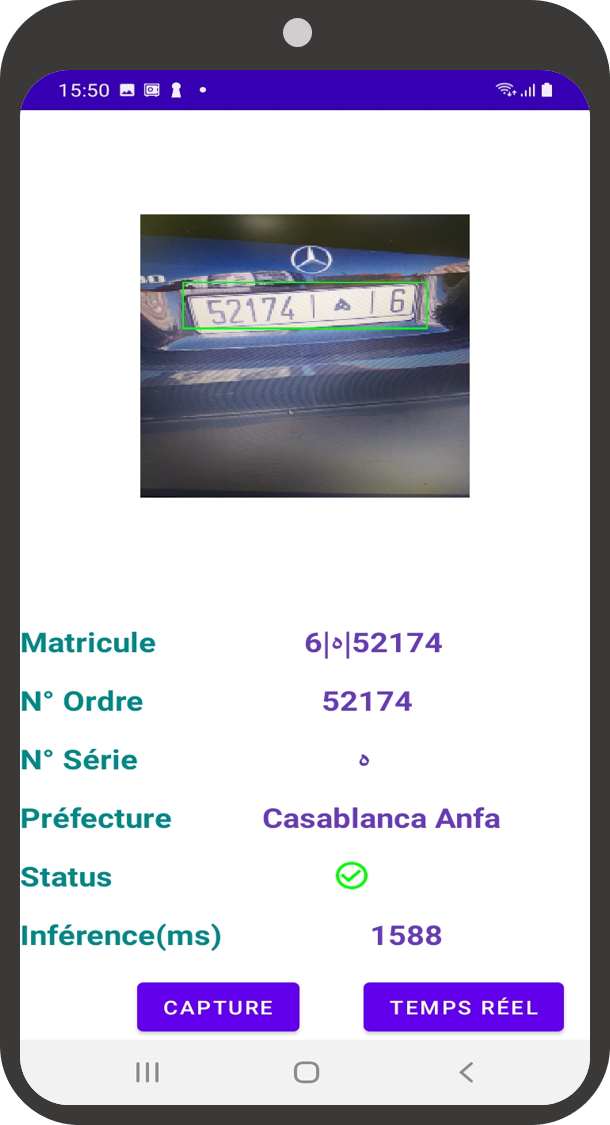 15:50
52174 | ه | 6
Matricule 6|ه|52174
N° Ordre 52174
N° Série ه
Préfecture Casablanca Anfa
Status
Inférence(ms) 1588
CAPTURE TEMPS RÉEL